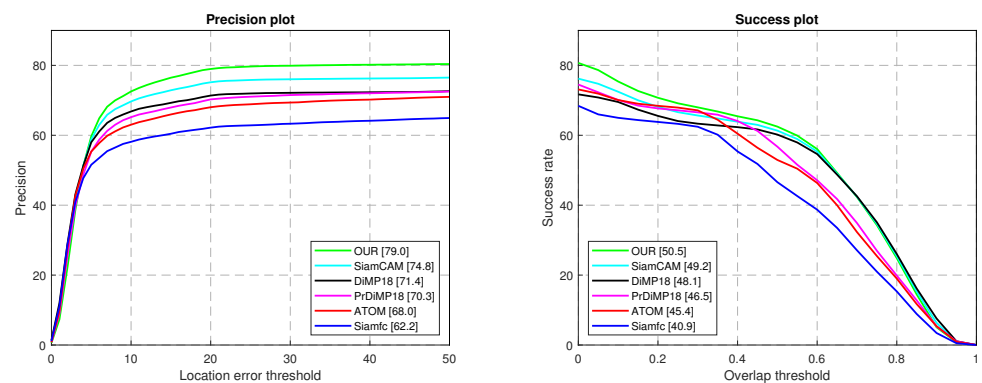 Precision plot
80
60
40
20
0
Precision
0 10 20 30 40 50
Location error threshold
OUR [79.0]
SiamCAM [74.8]
DiMP18 [71.4]
PrDiMP18 [70.3]
ATOM [68.0]
Siamfc [62.2]
Success plot
80
60
40
20
0
Success rate
0 0.2 0.4 0.6 0.8 1
Overlap threshold
OUR [50.5]
SiamCAM [49.2]
DiMP18 [48.1]
PrDiMP18 [46.5]
ATOM [45.4]
Siamfc [40.9]